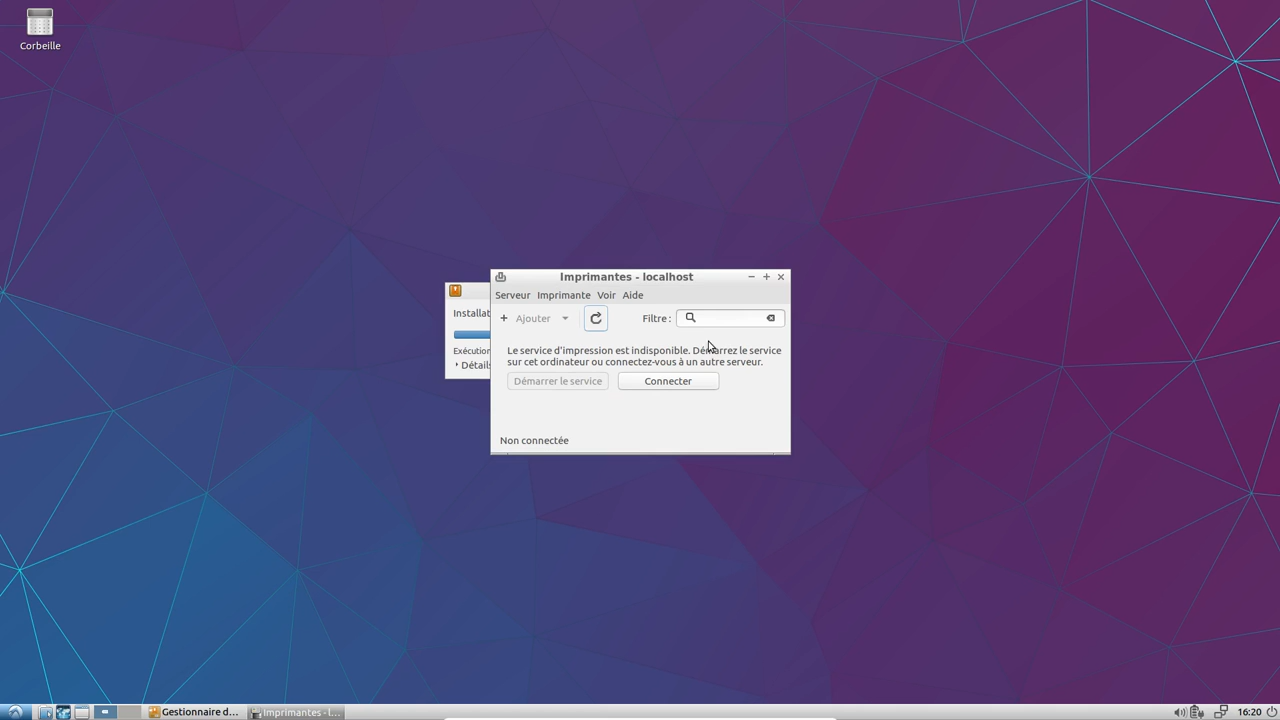 Corbeille
Imprimantes - localhost
Serveur Imprimante Voir Aide
Installat
Ajouter
Filtre :
Exécution
Le service d'impression est indisponible. Démarrez le service
sur cet ordinateur ou connectez-vous à un autre serveur.
Détails
Démarrer le service Connecter
Non connectée
Gestionnaire d... Imprimantes - l... 16:20